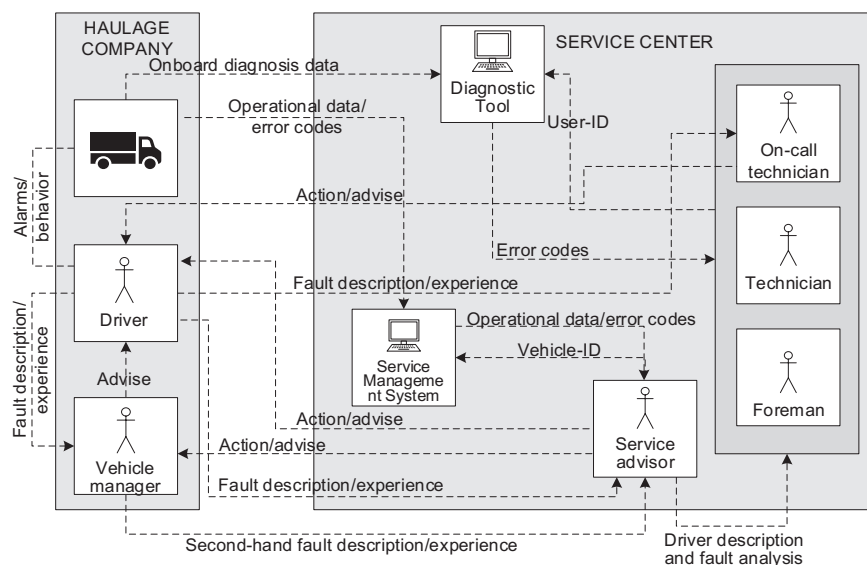 HAULAGE
COMPANY
SERVICE CENTER
Onboard diagnosis data
Diagnostic
Tool
Operational data/
error codes
User-ID
On-call
technician
Alarms/
behavior
Action/advise
Error codes
Technician
Driver
Fault description/experience
Fault description/
experience
Operational data/error codes
Vehicle-ID
Service
Manageme
nt System
Advise
Foreman
Action/advise
Vehicle
manager
Action/advise
Service
advisor
Fault description/experience
Second-hand fault description/experience
Driver description
and fault analysis